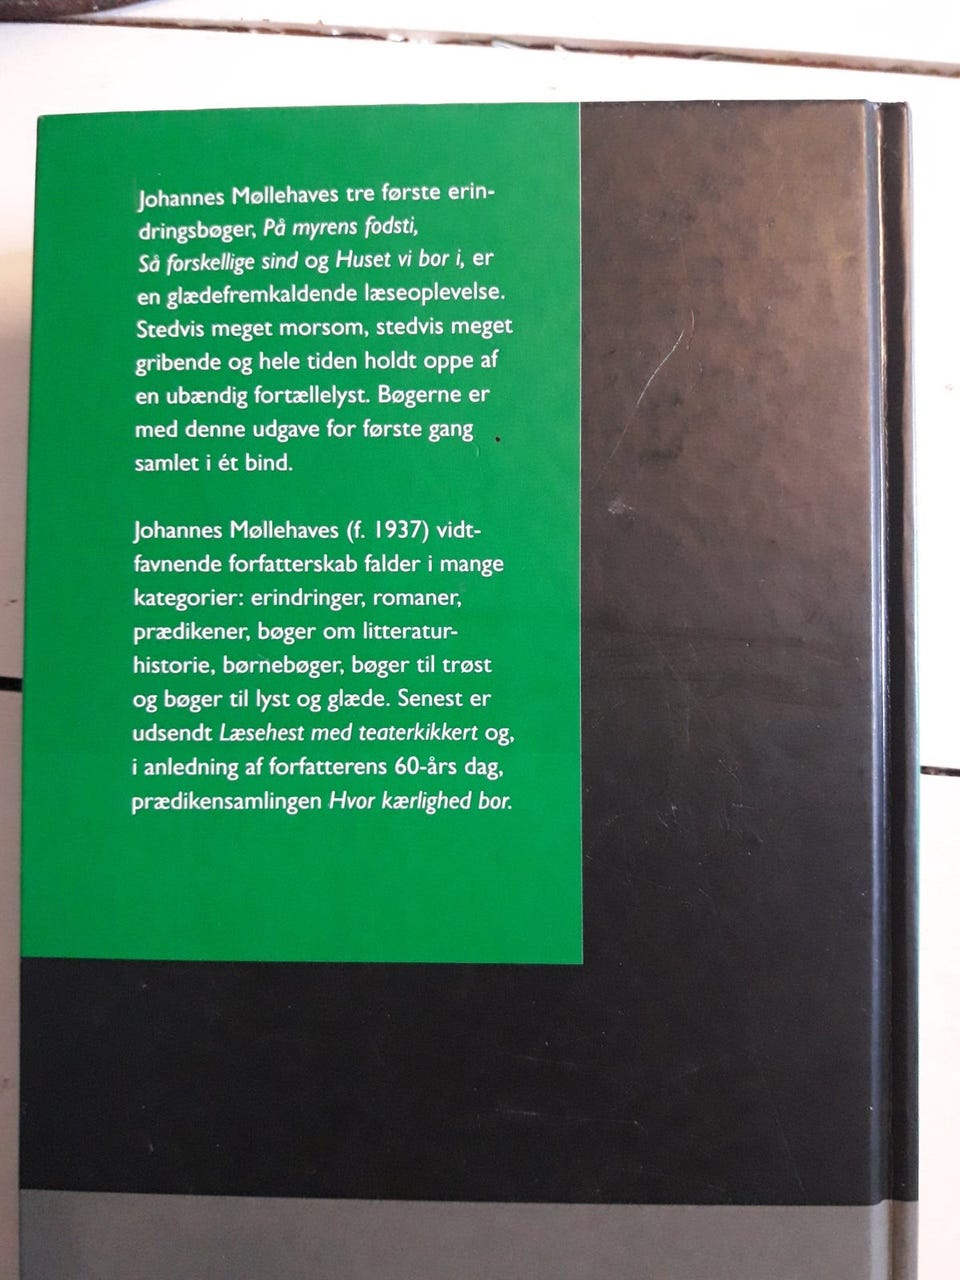 Johannes Møllehaves tre første erin-
dringsbøger, På myrens fodsti,
Så forskellige sind og Huset vi bor i, er
en glædefremkaldende læseoplevelse.
Stedvis meget morsom, stedvis meget
gribende og hele tiden holdt oppe af
en ubændig fortællelyst. Bøgerne er
med denne udgave for første gang
samlet i ét bind.
Johannes Møllehaves (f. 1937) vidt-
favnende forfatterskab falder i mange
kategorier: erindringer, romaner,
prædikener, bøger om litteratur-
historie, børnebøger, bøger til trøst
og bøger til lyst og glæde. Senest er
udsendt Læsehest med teaterkikkert og,
i anledning af forfatterens 60-års dag,
prædikensamlingen Hvor kærlighed bor.